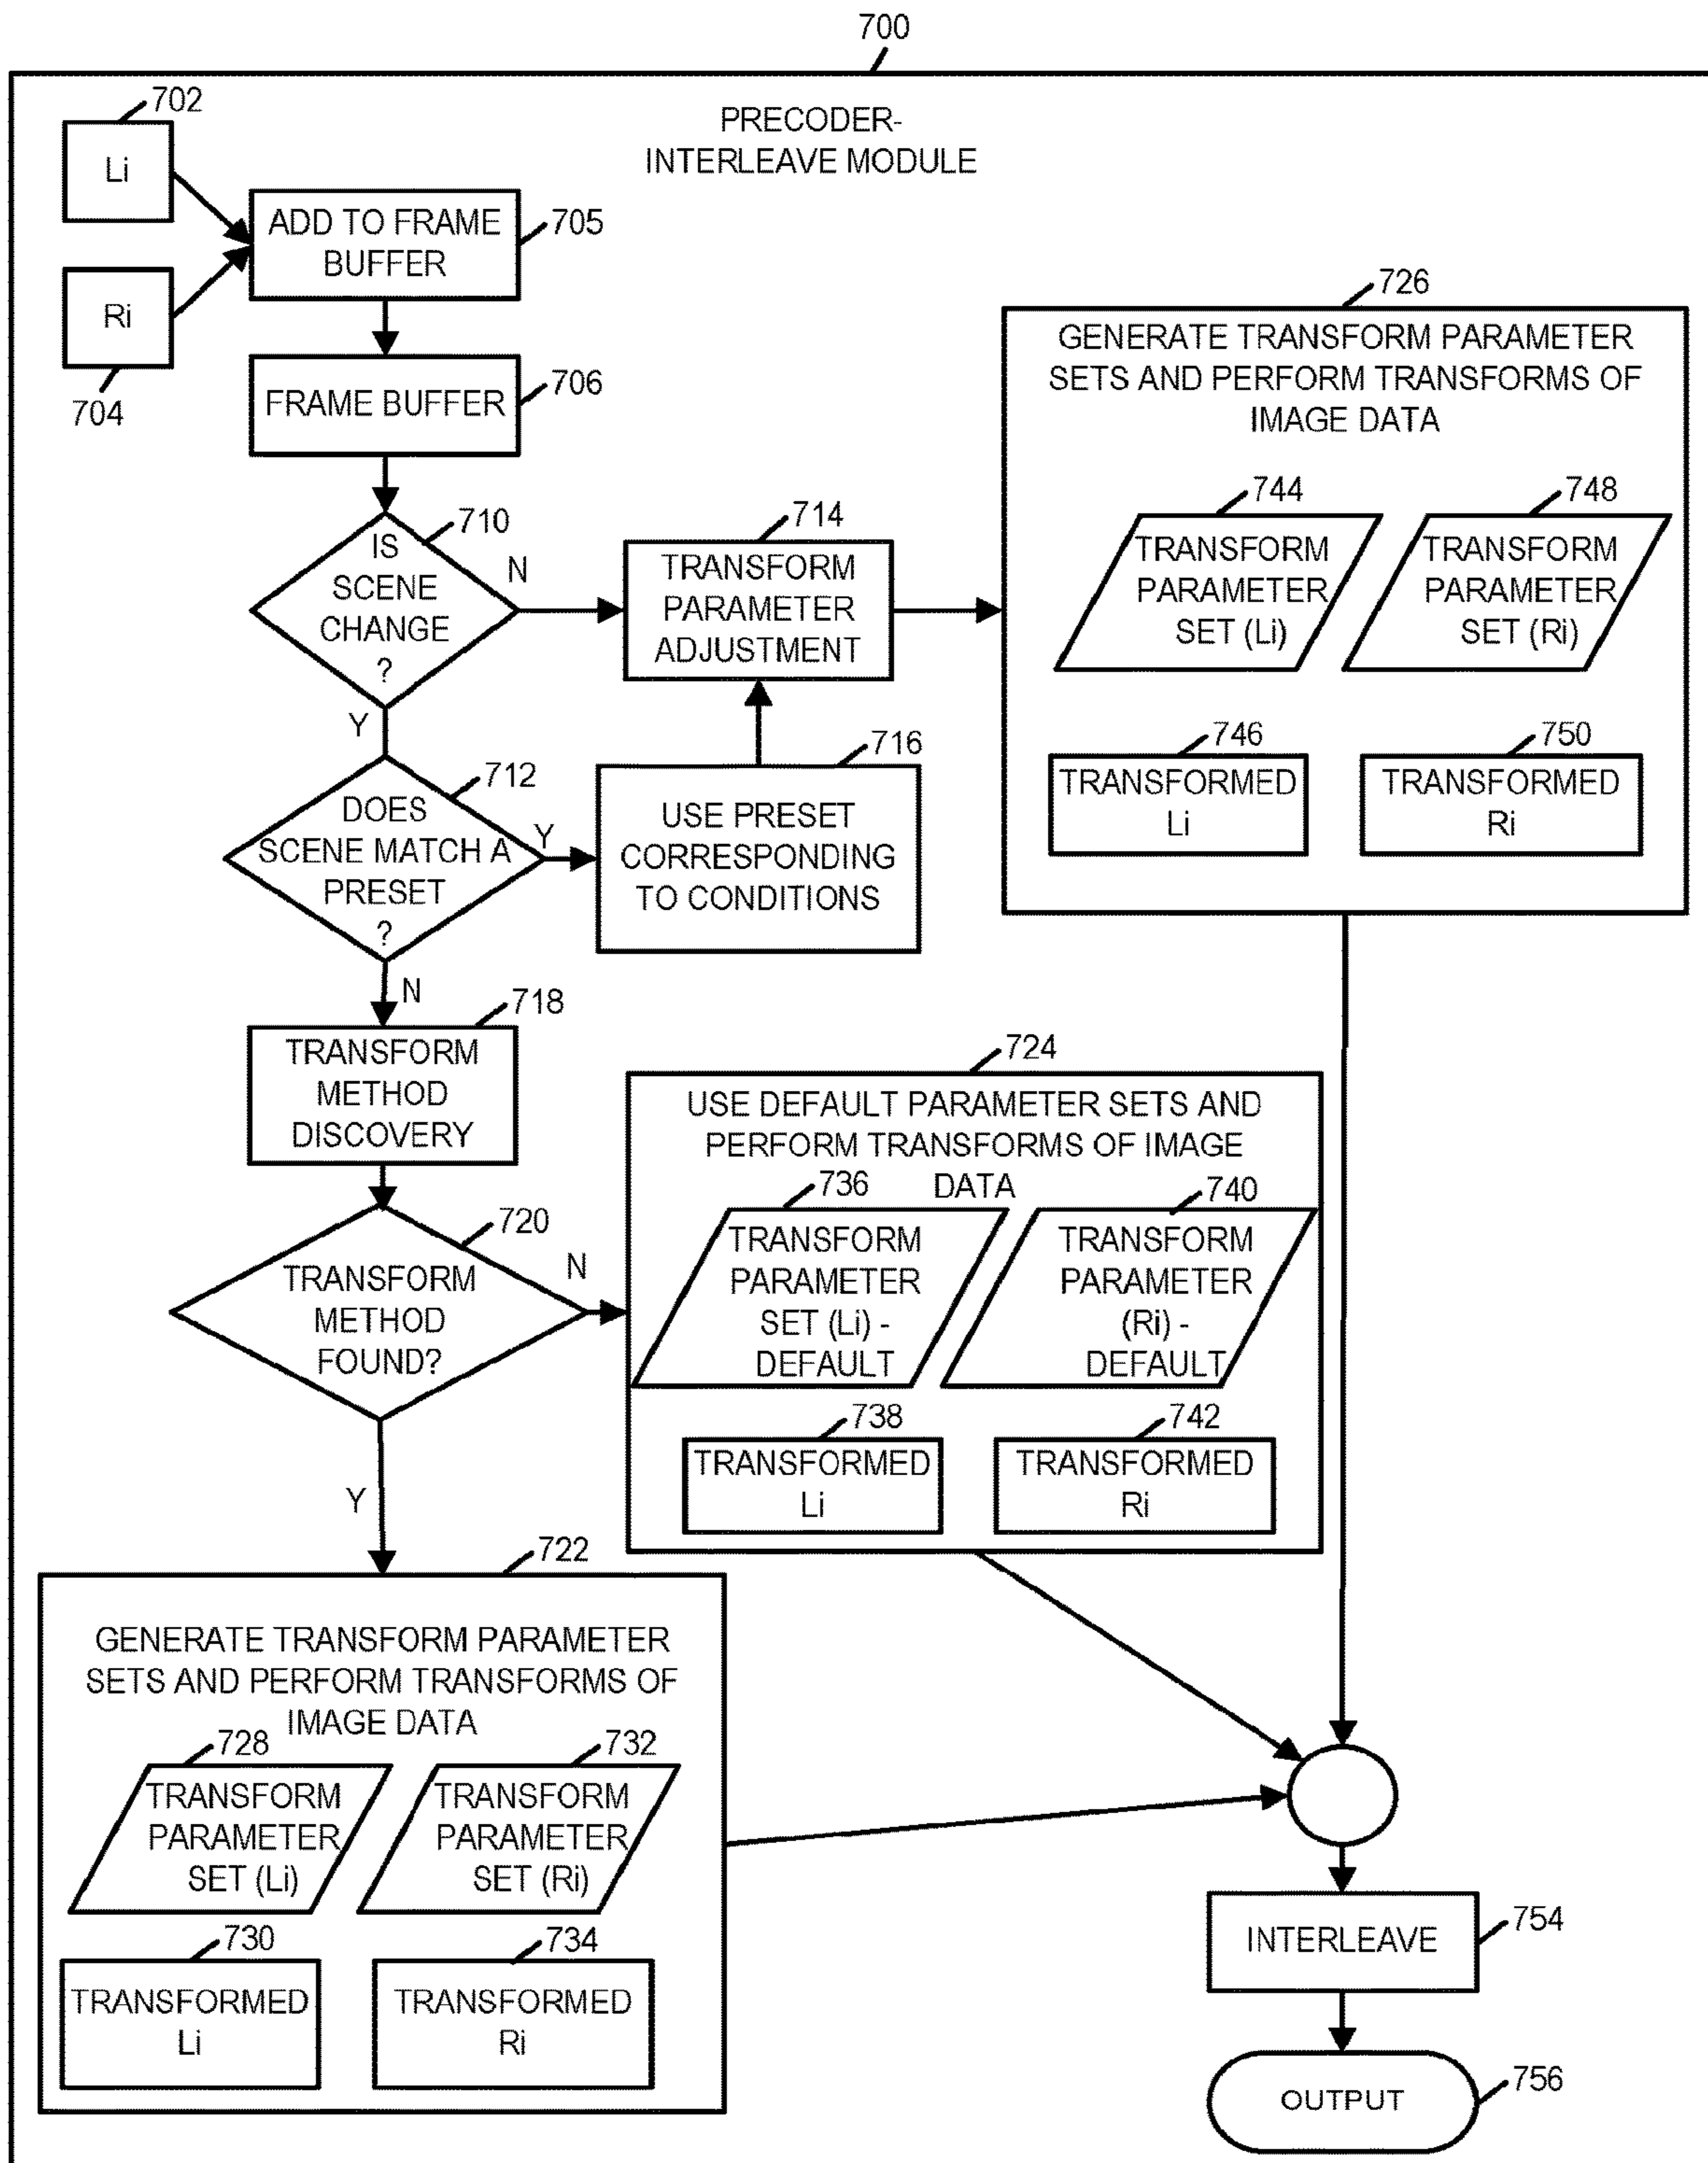 700
702
PRECODER-
INTERLEAVE MODULE
Li
ADD TO FRAME
BUFFER
705
Ri
704
FRAME BUFFER
706
726
GENERATE TRANSFORM PARAMETER
SETS AND PERFORM TRANSFORMS OF
IMAGE DATA
744
TRANSFORM
PARAMETER
SET (Li)
748
TRANSFORM
PARAMETER
SET (Ri)
746
TRANSFORMED
Li
750
TRANSFORMED
Ri
710
IS
SCENE
CHANGE
?
N
Y
714
TRANSFORM
PARAMETER
ADJUSTMENT
712
DOES
SCENE MATCH A
PRESET
?
Y
N
716
USE PRESET
CORRESPONDING
TO CONDITIONS
718
TRANSFORM
METHOD
DISCOVERY
720
TRANSFORM
METHOD
FOUND?
N
Y
724
USE DEFAULT PARAMETER SETS AND
PERFORM TRANSFORMS OF IMAGE
DATA
736
TRANSFORM
PARAMETER
SET (Li) -
DEFAULT
740
TRANSFORM
PARAMETER
(Ri) -
DEFAULT
738
TRANSFORMED
Li
742
TRANSFORMED
Ri
722
GENERATE TRANSFORM PARAMETER
SETS AND PERFORM TRANSFORMS OF
IMAGE DATA
728
TRANSFORM
PARAMETER
SET (Li)
732
TRANSFORM
PARAMETER
SET (Ri)
730
TRANSFORMED
Li
734
TRANSFORMED
Ri
INTERLEAVE
754
OUTPUT
756